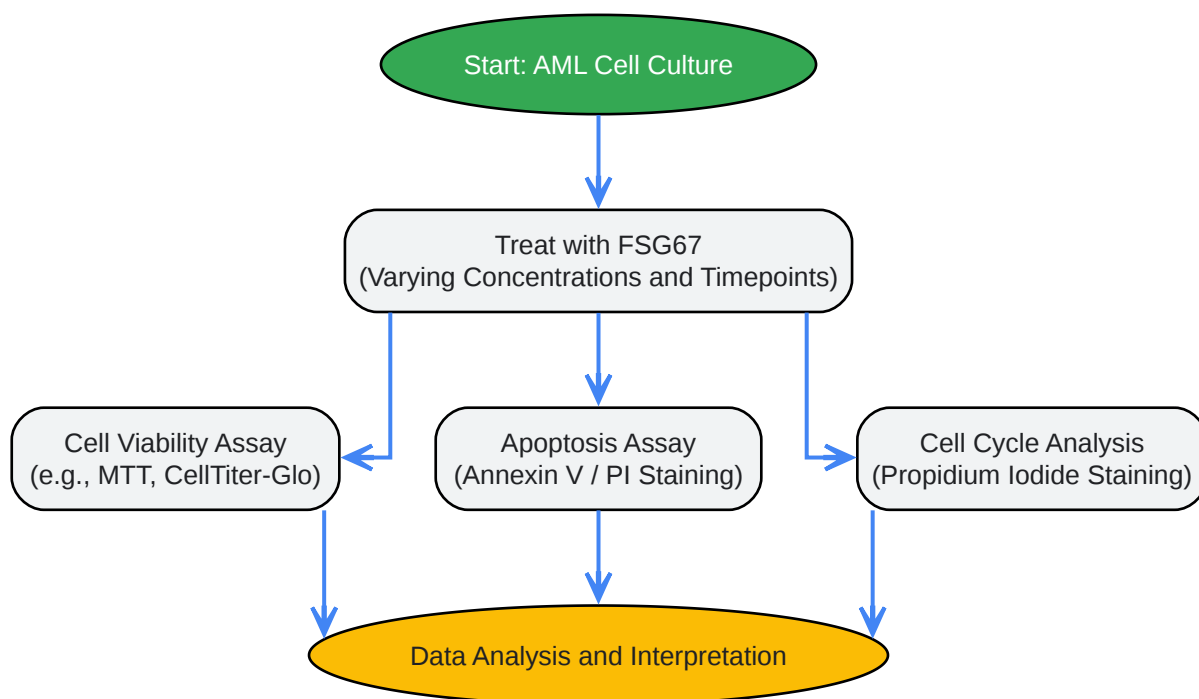 Start: AML Cell Culture
Treat with FSG67
(Varying Concentrations and Timepoints)
Cell Viability Assay
(e.g., MTT, CellTiter-Glo)
Apoptosis Assay
(Annexin V / PI Staining)
Cell Cycle Analysis
(Propidium Iodide Staining)
Data Analysis and Interpretation